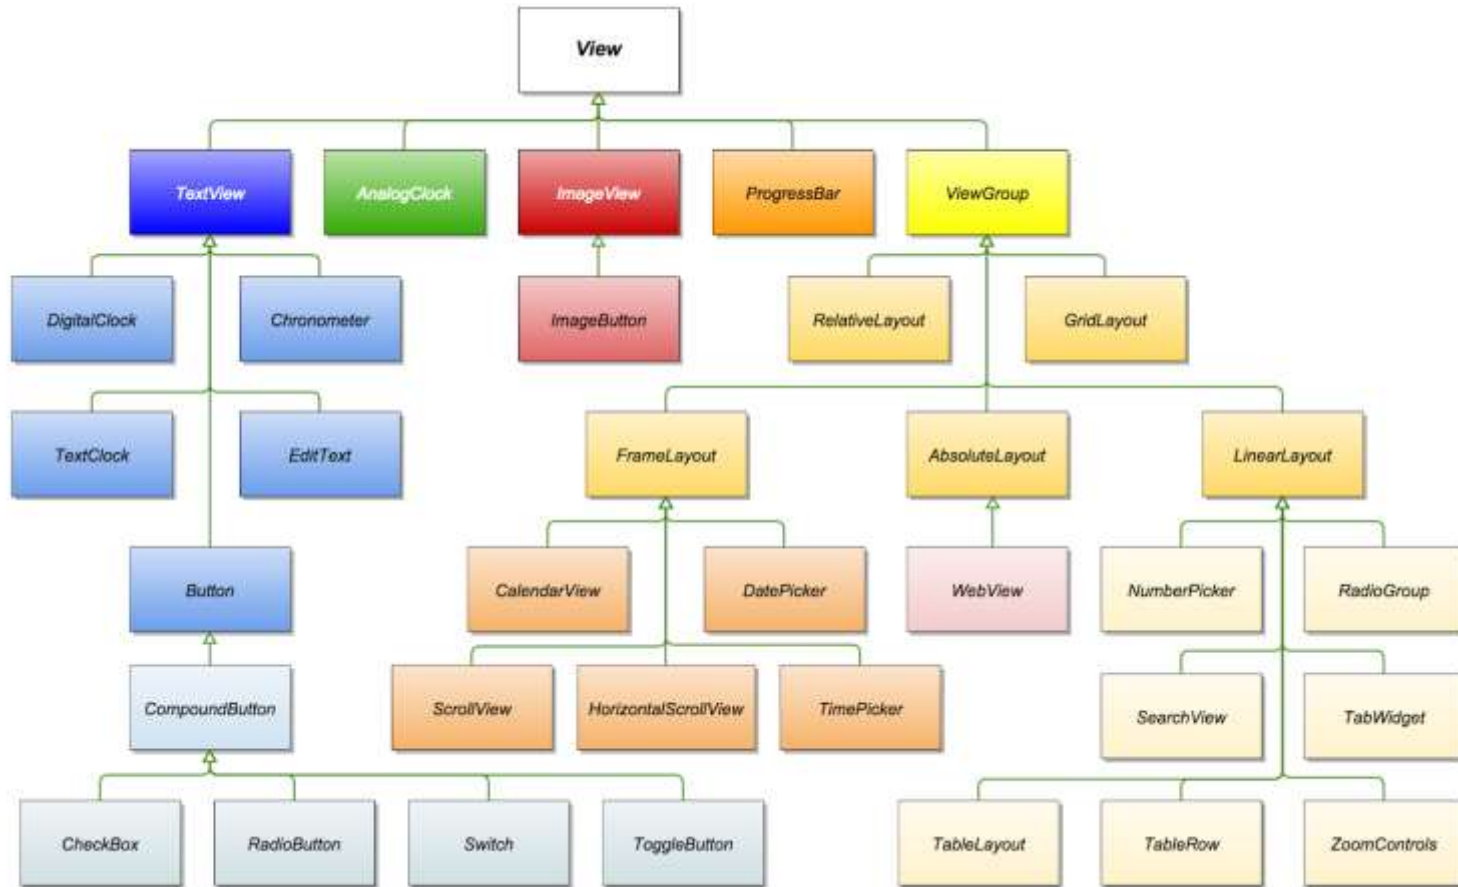 View
TextView
AnalogClock
ImageView
ProgressBar
ViewGroup
DigitalClock
Chronometer
ImageButton
RelativeLayout
GridLayout
TextClock
EditText
FrameLayout
AbsoluteLayout
LinearLayout
Button
CalendarView
DatePicker
WebView
NumberPicker
RadioGroup
CompoundButton
ScrollView
HorizontalScrollView
TimePicker
SearchView
TabWidget
CheckBox
RadioButton
Switch
ToggleButton
TableLayout
TableRow
ZoomControls